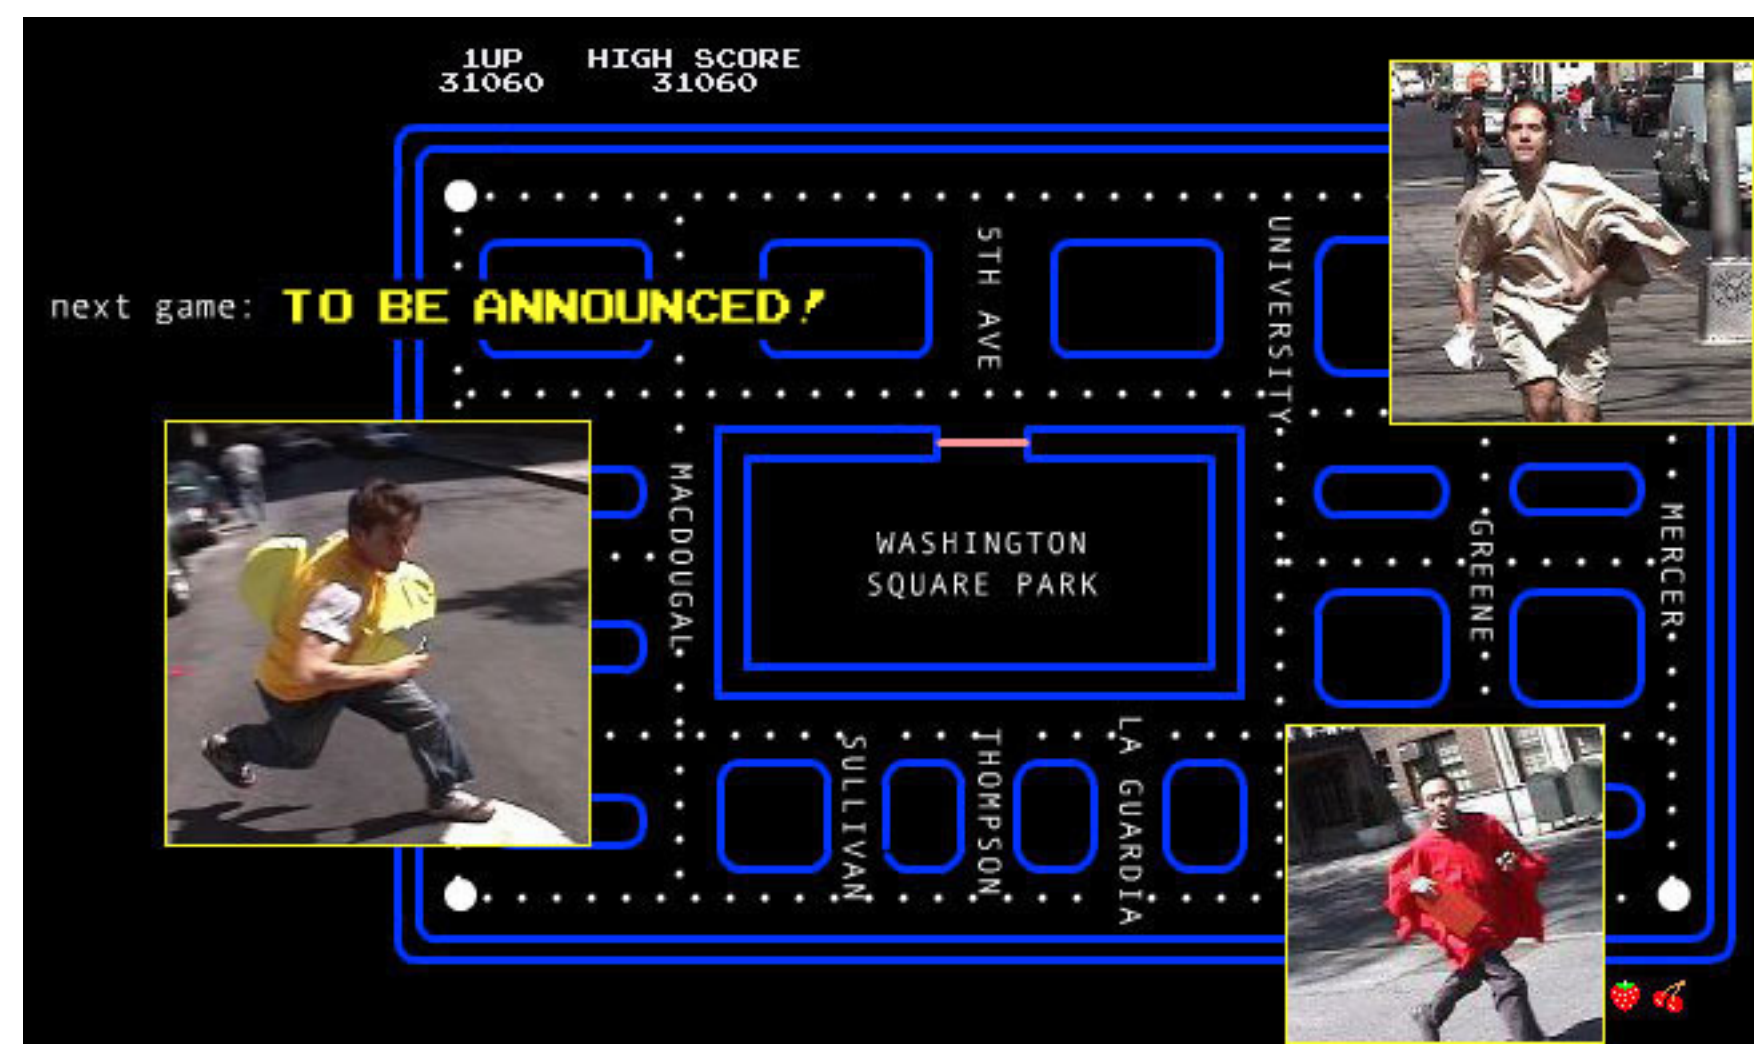 1UP HIGH SCORE
31060 31060
5TH AVE
UNIVERSITY
next game: TO BE ANNOUNCED!
MACDOUGAL
WASHINGTON
SQUARE PARK
GREENE
MERCER
SULLIVAN
THOMPSON
LA GUARDIA